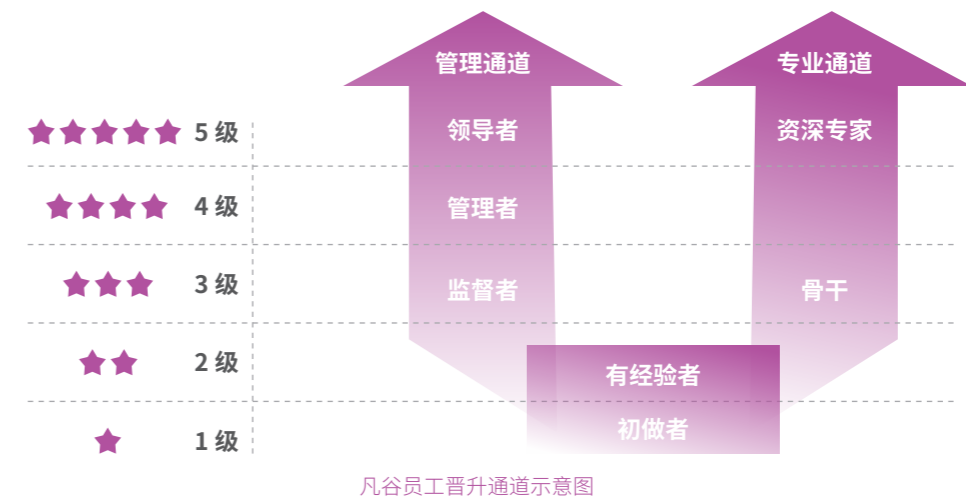 管理通道 专业通道
5 级 领导者 资深专家
4 级 管理者
3 级 监督者 骨干
2 级 有经验者
1 级 初做者
凡谷员工晋升通道示意图